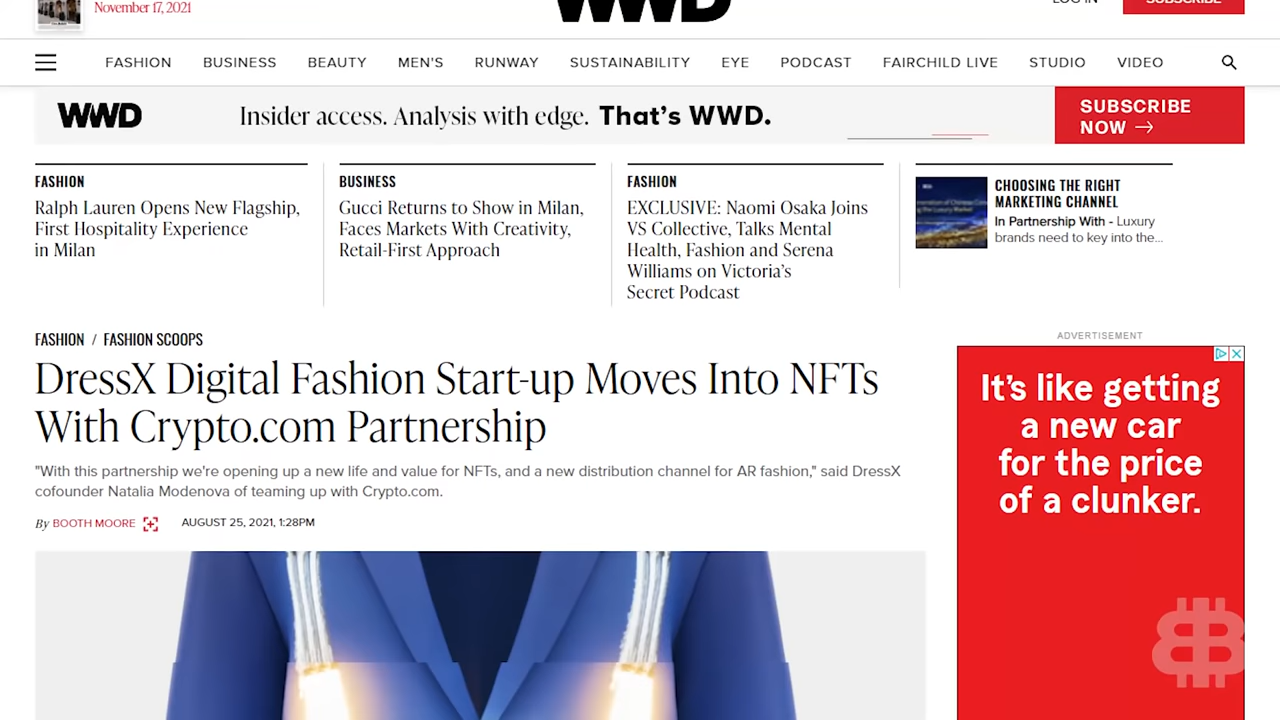 November 17, 2021
WWD
LOG IN
SUBSCRIBE
FASHION BUSINESS BEAUTY MEN'S RUNWAY SUSTAINABILITY EYE PODCAST FAIRCHILD LIVE STUDIO VIDEO
WWD Insider access. Analysis with edge. That's WWD.
SUBSCRIBE
NOW →
FASHION
Ralph Lauren Opens New Flagship,
First Hospitality Experience
in Milan
BUSINESS
Gucci Returns to Show in Milan,
Faces Markets With Creativity,
Retail-First Approach
FASHION
EXCLUSIVE: Naomi Osaka Joins
VS Collective, Talks Mental
Health, Fashion and Serena
Williams on Victoria's
Secret Podcast
CHOOSING THE RIGHT
MARKETING CHANNEL
In Partnership With - Luxury
brands need to key into the...
FASHION / FASHION SCOOPS
DressX Digital Fashion Start-up Moves Into NFTs
With Crypto.com Partnership
"With this partnership we're opening up a new life and value for NFTs, and a new distribution channel for AR fashion," said DressX
cofounder Natalia Modenova of teaming up with Crypto.com.
By BOOTH MOORE AUGUST 25, 2021, 1:28PM
ADVERTISEMENT
It's like getting
a new car
for the price
of a clunker.